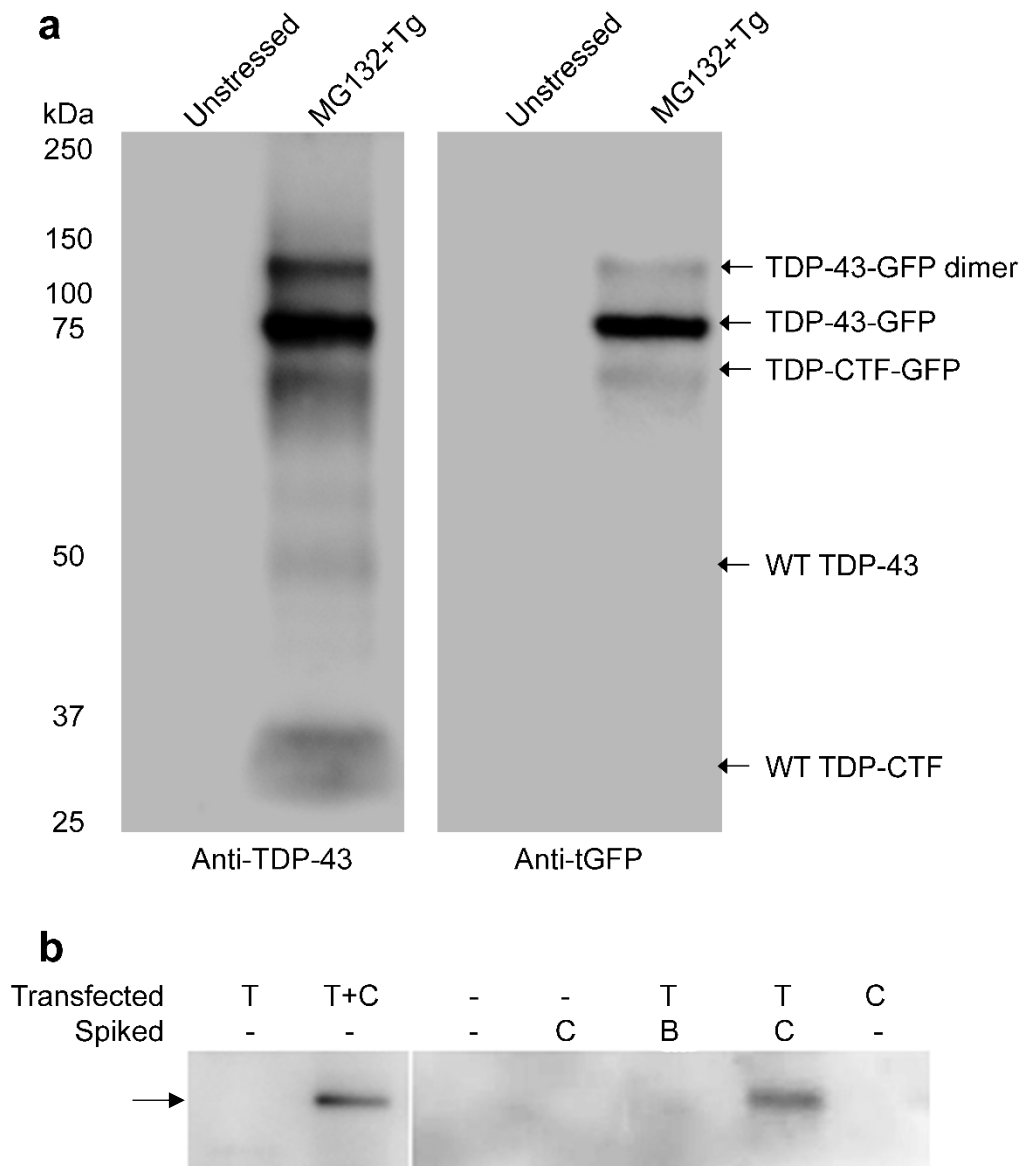 a
Unstressed MG132+Tg Unstressed MG132+Tg
kDa
250
150
100
75
50
37
25
TDP-43-GFP dimer
TDP-43-GFP
TDP-CTF-GFP
WT TDP-43
WT TDP-CTF
Anti-TDP-43 Anti-tGFP
b
Transfected T T+C - - T T C
Spiked - - - C B C -